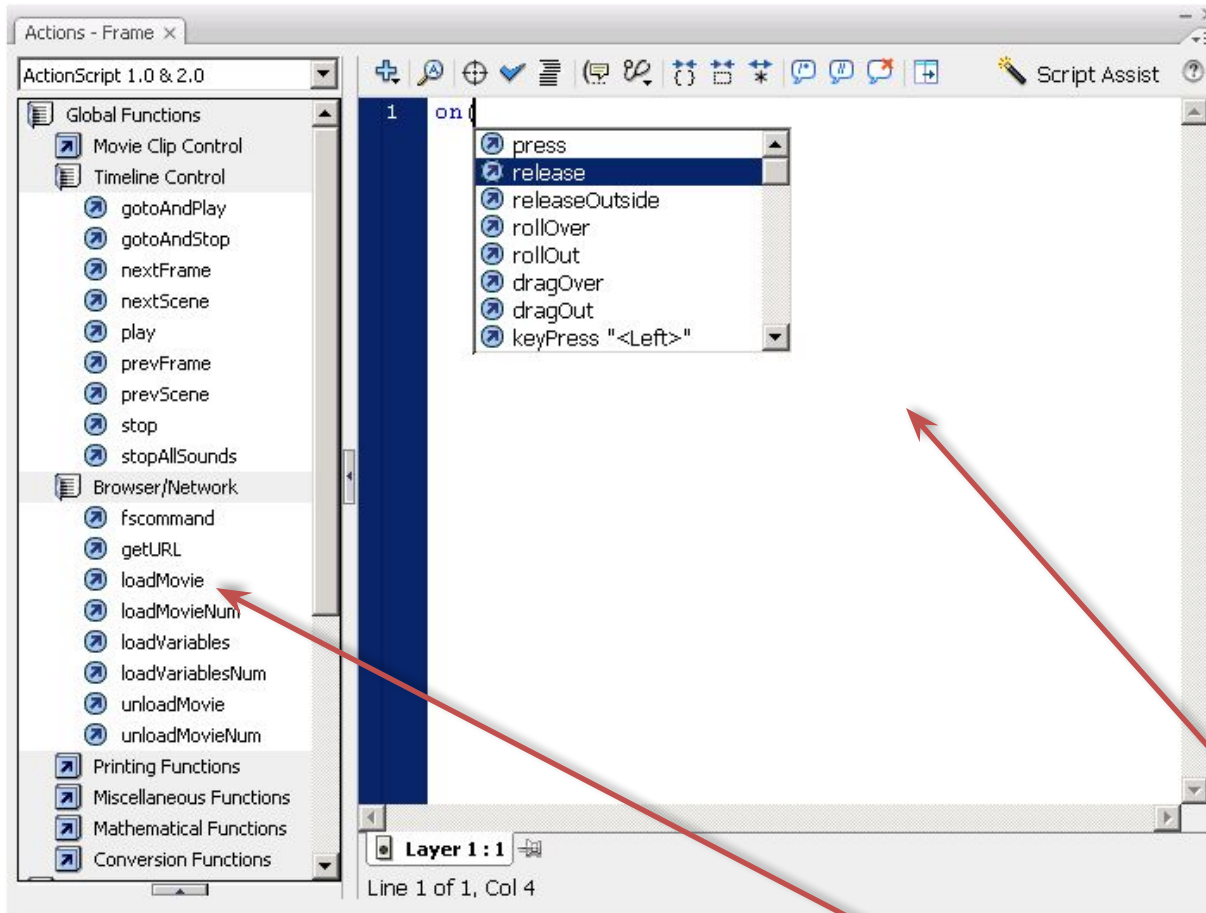 Actions - Frame ×
ActionScript 1.0 & 2.0
Global Functions
Movie Clip Control
Timeline Control
gotoAndPlay
gotoAndStop
nextFrame
nextScene
play
prevFrame
prevScene
stop
stopAllSounds
Browser/Network
fscommand
getURL
loadMovie
loadMovieNum
loadVariables
loadVariablesNum
unloadMovie
unloadMovieNum
Printing Functions
Miscellaneous Functions
Mathematical Functions
Conversion Functions
Script Assist
1 on(
press
release
releaseOutside
rollOver
rollOut
dragOver
dragOut
keyPress "<Left>"
Layer 1 : 1
Line 1 of 1, Col 4